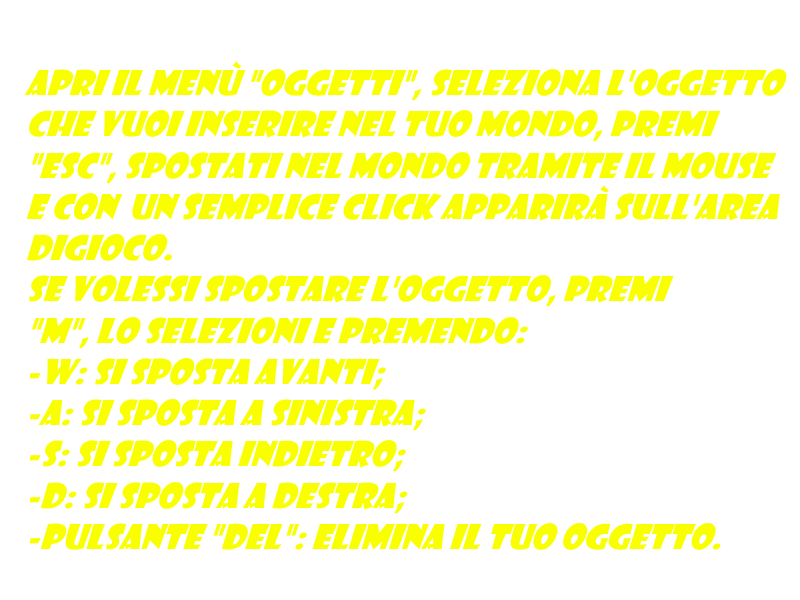 APRI IL MENÙ "OGGETTI", SELEZIONA L'OGGETTO
CHE VUOI INSERIRE NEL TUO MONDO, PREMI
"ESC", SPOSTATI NEL MONDO TRAMITE IL MOUSE
E CON  UN SEMPLICE CLICK APPARIRÀ SULL'AREA
DIGIOCO.
SE VOLESSI SPOSTARE L'OGGETTO, PREMI
"M", LO SELEZIONI E PREMENDO:
-W: SI SPOSTA AVANTI;
-A: SI SPOSTA A SINISTRA;
-S: SI SPOSTA INDIETRO;
-D: SI SPOSTA A DESTRA;
-PULSANTE "DEL": ELIMINA IL TUO OGGETTO.